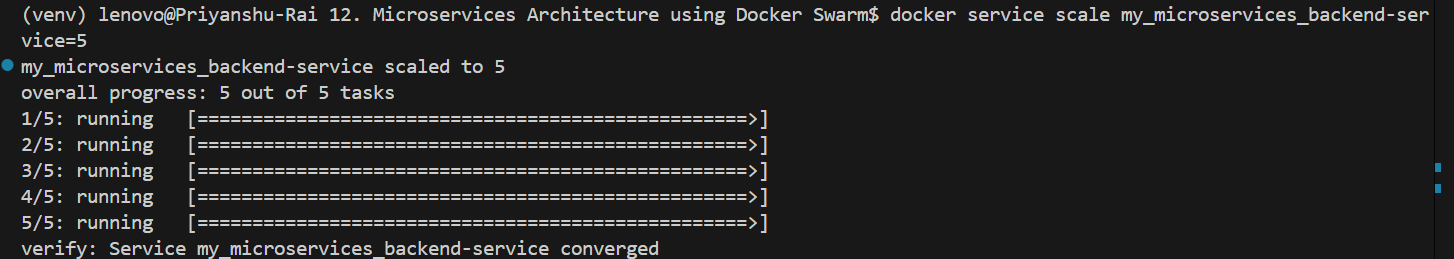 (venv) lenovo@Priyanshu-Rai 12. Microservices Architecture using Docker Swarm$ docker service scale my_microservices_backend-ser
vice=5
my_microservices_backend-service scaled to 5
overall progress: 5 out of 5 tasks
1/5: running   [==================================================>]
2/5: running   [==================================================>]
3/5: running   [==================================================>]
4/5: running   [==================================================>]
5/5: running   [==================================================>]
verify: Service my_microservices_backend-service converged